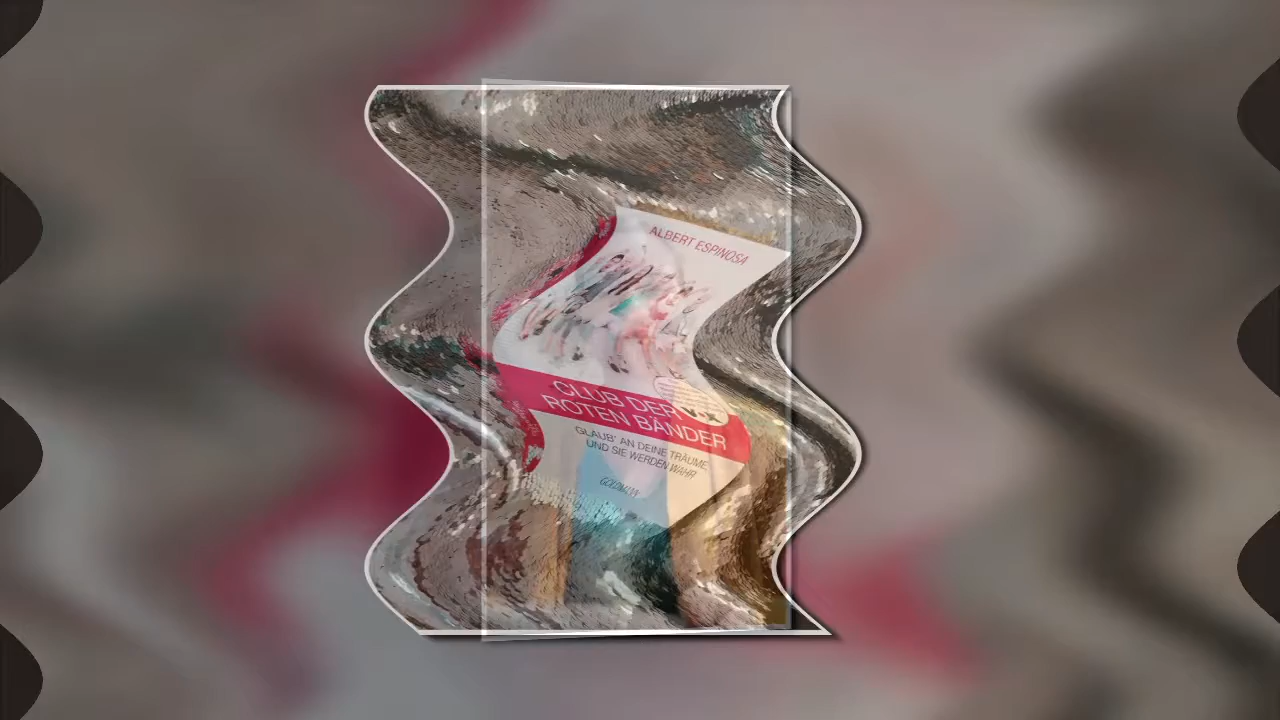 ALBERT ESPINOSA
CLUB DER
ROTEN BÄNDER
GLAUB' AN DEINE TRÄUME
UND SIE WERDEN WAHR
GOLDMANN